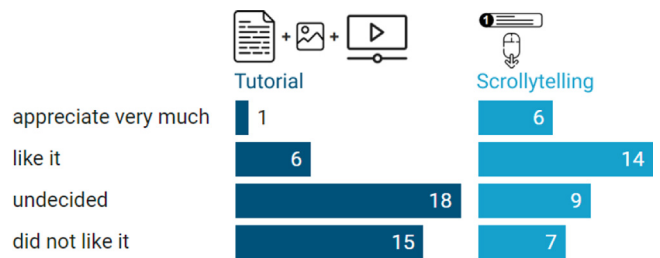 1
Tutorial Scrollytelling
appreciate very much 1 6
like it 6 14
undecided 18 9
did not like it 15 7